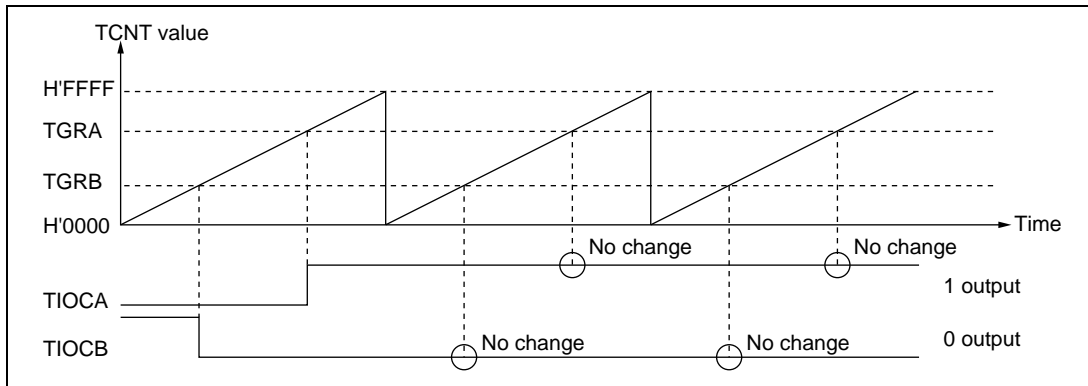 TCNT value
H'FFFF
TGRA
TGRB
H'0000
Time
No change
No change
TIOCA
1 output
No change
No change
TIOCB
0 output